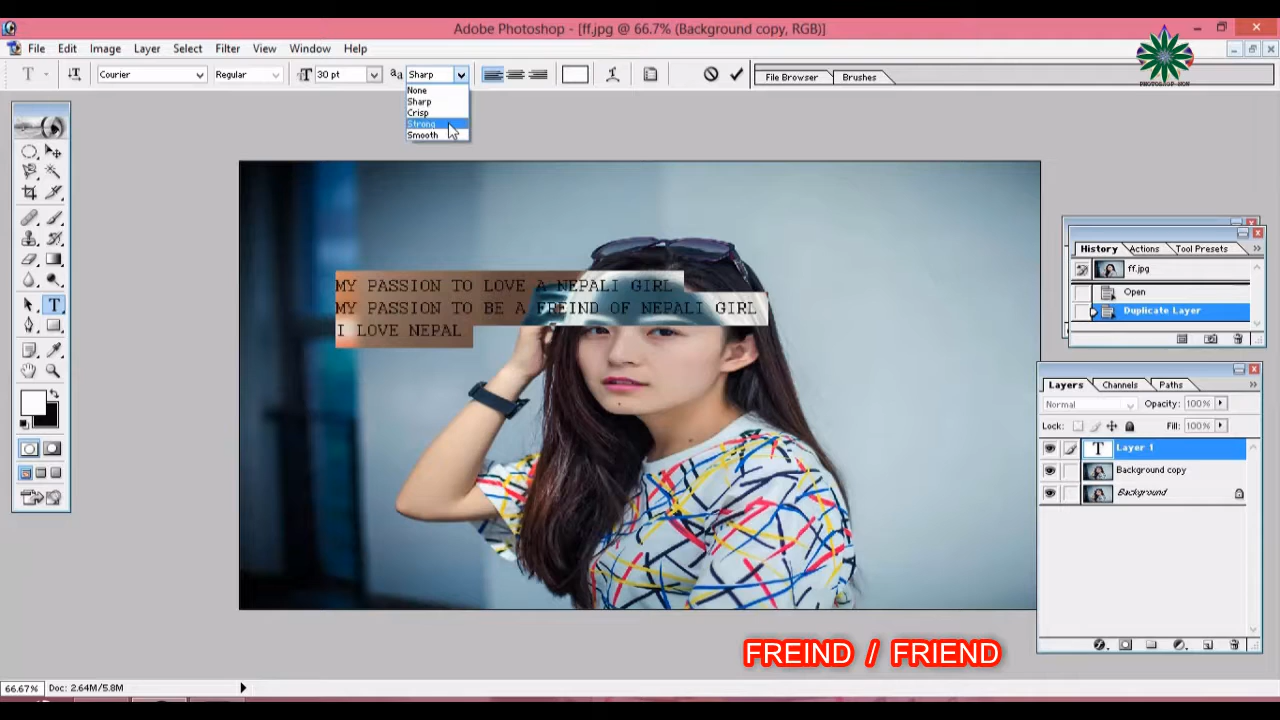 Adobe Photoshop - [ff.jpg @ 66.7% (Background copy, RGB)]
File Edit Image Layer Select Filter View Window Help
T Courier Regular T 30 pt aa Sharp File Browser Brushes
PHOTOSHOP NOW
None
Sharp
Crisp
Strong
Smooth
MY PASSION TO LOVE A NEPALI GIRL
MY PASSION TO BE A FREIND OF NEPALI GIRL
I LOVE NEPAL
History Actions Tool Presets
ff.jpg
Open
Duplicate Layer
Layers Channels Paths
Normal Opacity: 100%
Lock: Fill: 100%
T Layer 1
Background copy
Background
FREIND / FRIEND
66.67% Doc: 2.64M/5.8M